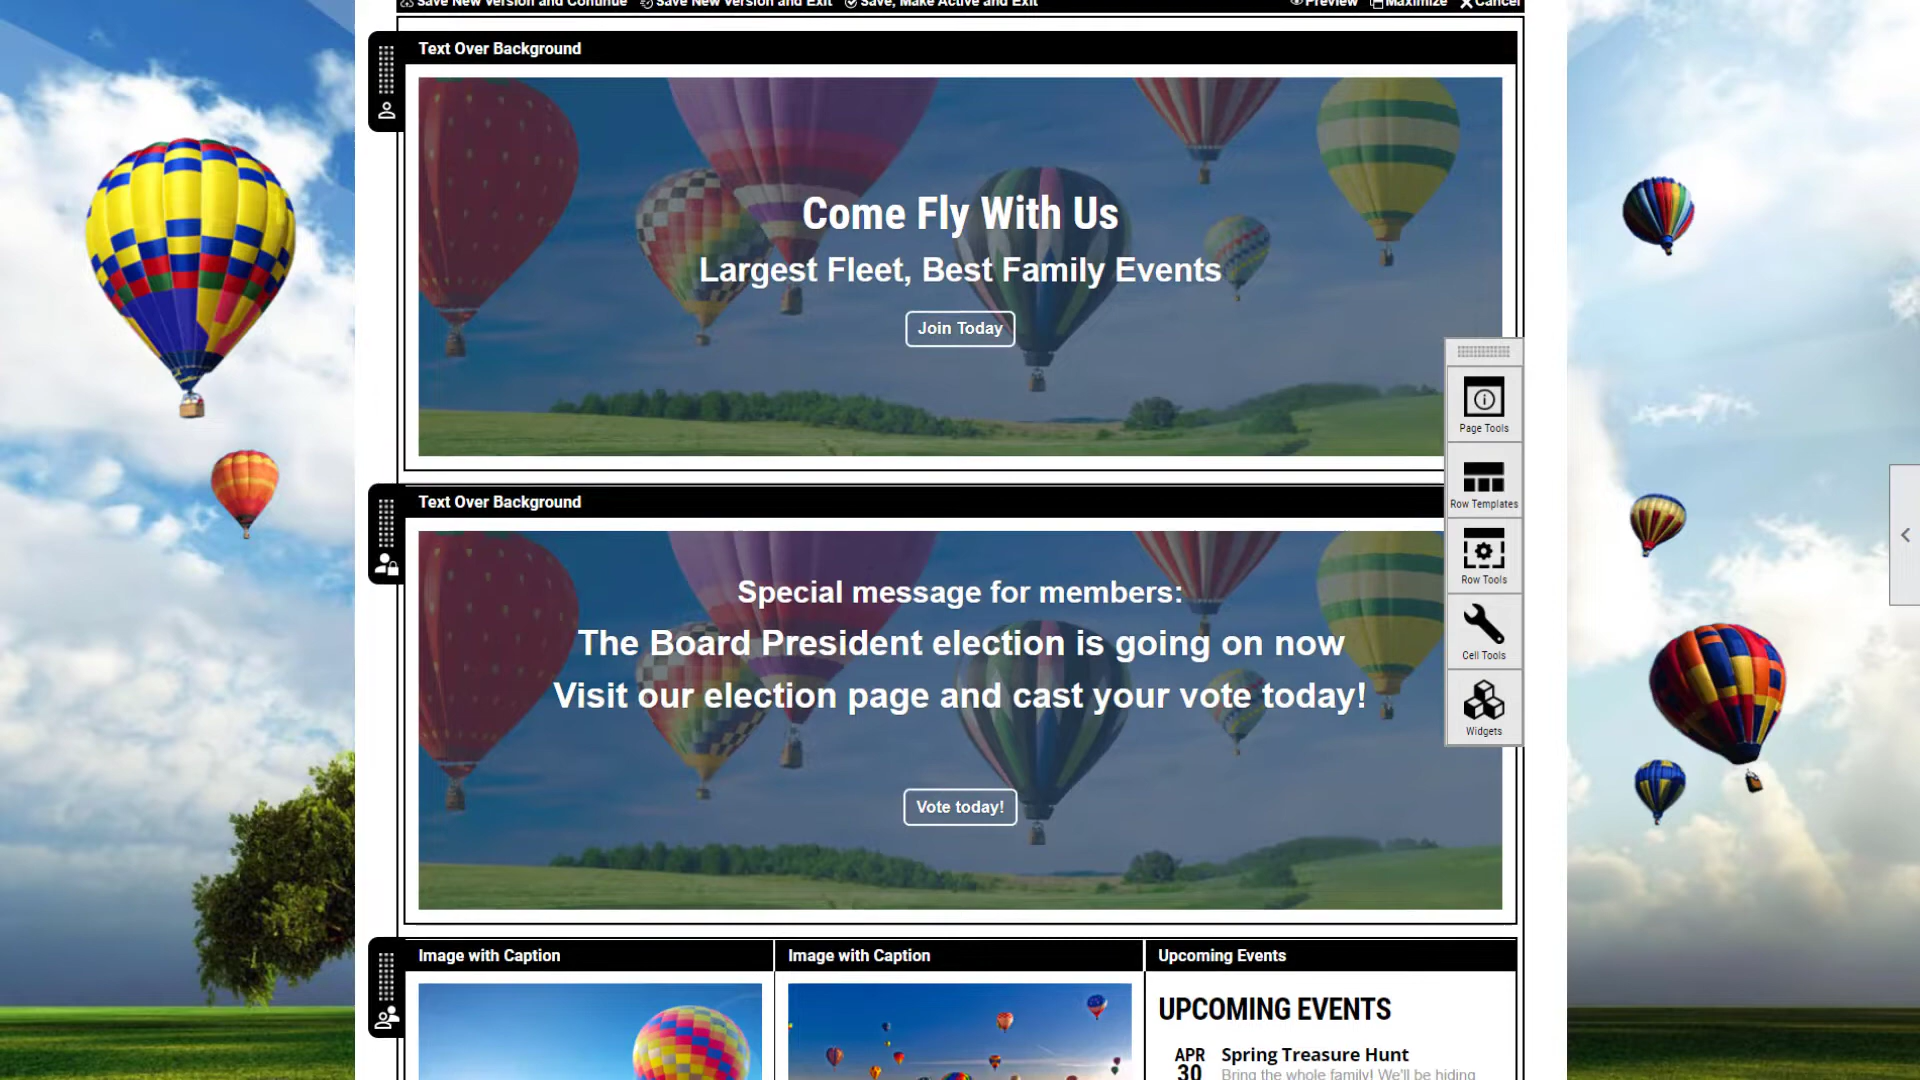 Save New Version and Continue Save New Version and Exit Save, Make Active and Exit Preview Maximize Cancel
Text Over Background
Come Fly With Us
Largest Fleet, Best Family Events
Join Today
Page Tools
Row Templates
Row Tools
Cell Tools
Widgets
Text Over Background
Special message for members:
The Board President election is going on now
Visit our election page and cast your vote today!
Vote today!
Image with Caption
Image with Caption
Upcoming Events
UPCOMING EVENTS
APR
30
Spring Treasure Hunt
Bring the whole family! We'll be hiding